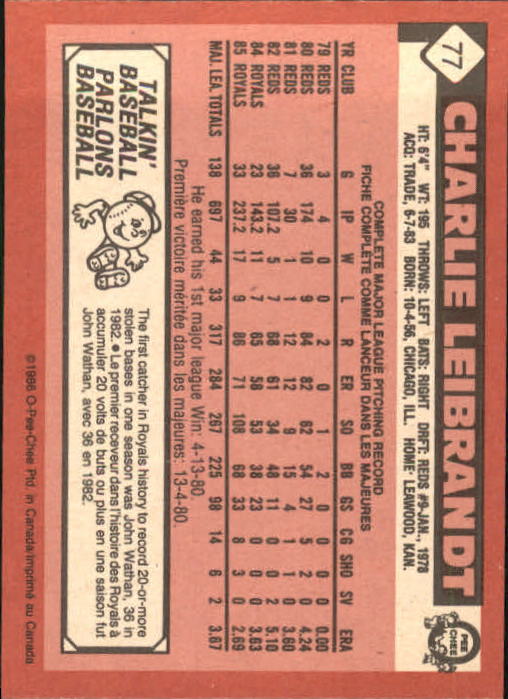 77
CHARLIE LEIBRANDT
O PEE CHEE
HT: 6'4" WT: 195 THROWS: LEFT BATS: RIGHT DRFT: REDS #9-JAN., 1978
ACQ: TRADE, 6-7-83 BORN: 10-4-56, CHICAGO, ILL. HOME: LEAWOOD, KAN.
COMPLETE MAJOR LEAGUE PITCHING RECORD
FICHE COMPLÈTE COMME LANCEUR DANS LES MAJEURES
YR CLUB G IP W L R ER SO BB GS CG SHO SV ERA
79 REDS 3 4 0 0 2 0 1 2 0 0 0 0 0.00
80 REDS 36 174 10 9 84 82 62 54 27 5 2 0 4.24
81 REDS 7 30 1 1 12 12 9 15 4 1 1 0 3.60
82 REDS 36 107.2 5 7 68 61 34 48 11 0 0 2 5.10
84 ROYALS 23 143.2 11 7 65 58 53 38 23 0 0 0 3.63
85 ROYALS 33 237.2 17 9 86 71 108 68 33 8 3 0 2.69
MAJ. LEA. TOTALS 138 697 44 33 317 284 267 225 98 14 6 2 3.67
He earned his 1st major league Win: 4-13-80.
Première victoire méritée dans les majeures: 13-4-80.
TALKIN'
BASEBALL
PARLONS
BASEBALL
The first catcher in Royals history to record 20-or-more
stolen bases in one season was John Wathan, 36 in
1982. • Le premier receveur dans l'histoire des Royals à
accumuler 20 volts de buts ou plus en une saison fut
John Wathan, avec 36 en 1982.
©1986 O-Pee-Chee Ptd. in Canada/Imprimé au Canada